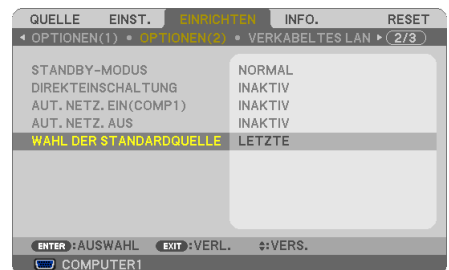 QUELLE EINST. EINRICHTEN INFO. RESET
◂ OPTIONEN(1) • OPTIONEN(2) • VERKABELTES LAN ▸ 2/3
STANDBY-MODUS NORMAL
DIREKTEINSCHALTUNG INAKTIV
AUT. NETZ. EIN(COMP1) INAKTIV
AUT. NETZ. AUS INAKTIV
WAHL DER STANDARDQUELLE LETZTE
ENTER:AUSWAHL EXIT:VERL. ↕:VERS.
COMPUTER1